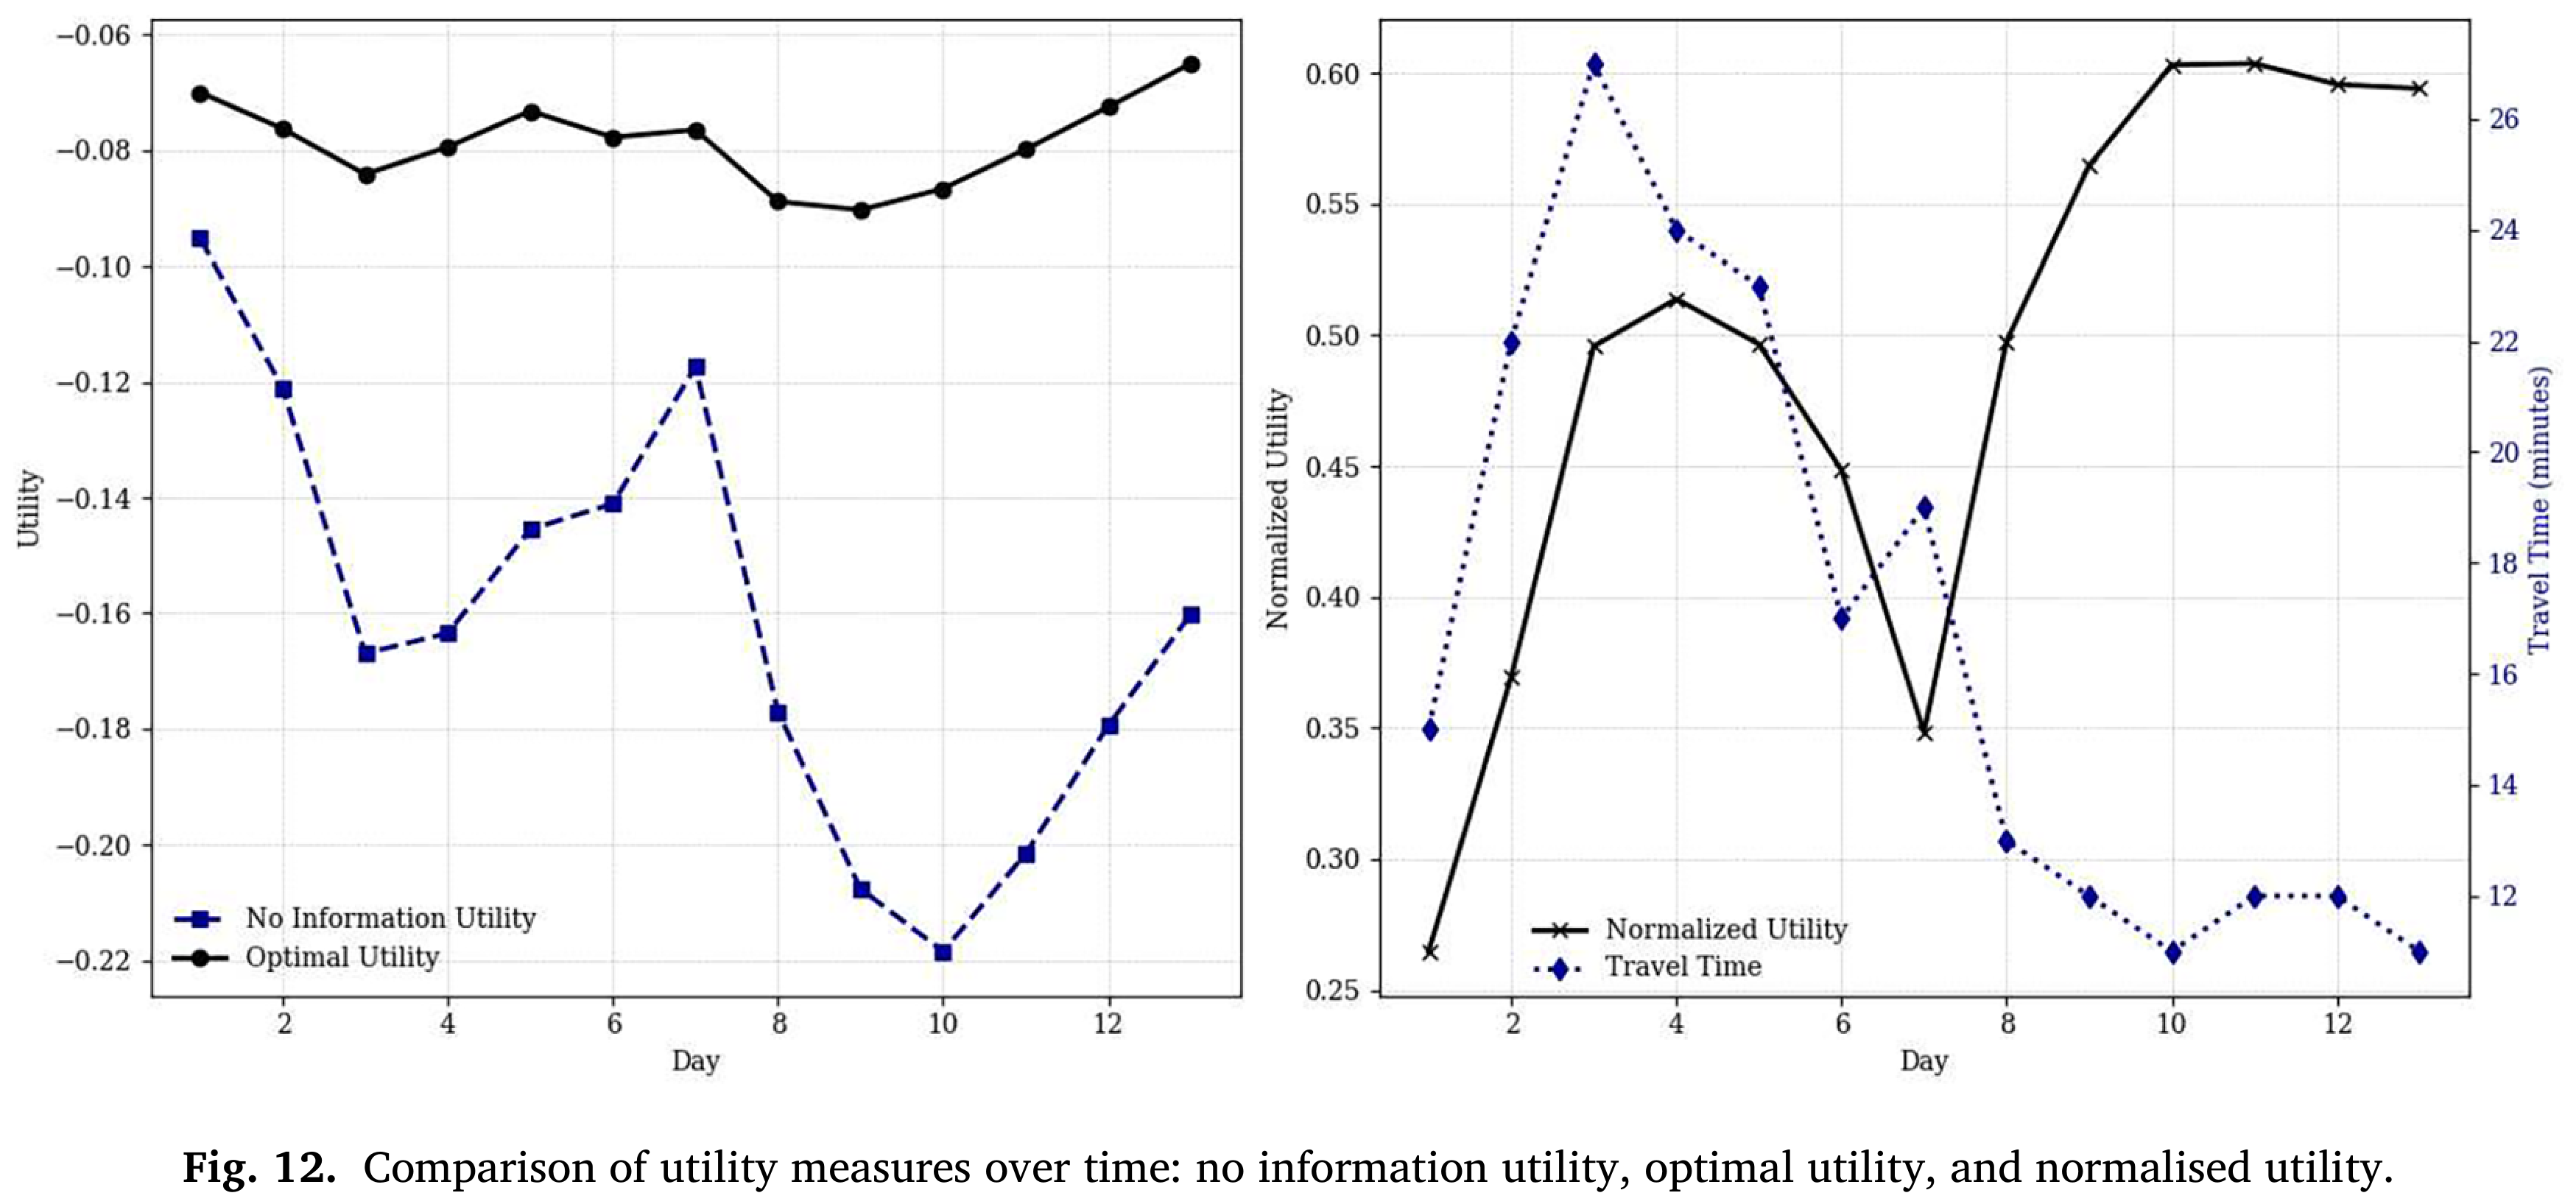 −0.06
−0.08
−0.10
−0.12
−0.14
−0.16
−0.18
−0.20
−0.22
Utility
No Information Utility
Optimal Utility
2 4 6 8 10 12
Day
0.60
0.55
0.50
0.45
0.40
0.35
0.30
0.25
Normalized Utility
Normalized Utility
Travel Time
26
24
22
20
18
16
14
12
Travel Time (minutes)
2 4 6 8 10 12
Day
Fig. 12. Comparison of utility measures over time: no information utility, optimal utility, and normalised utility.